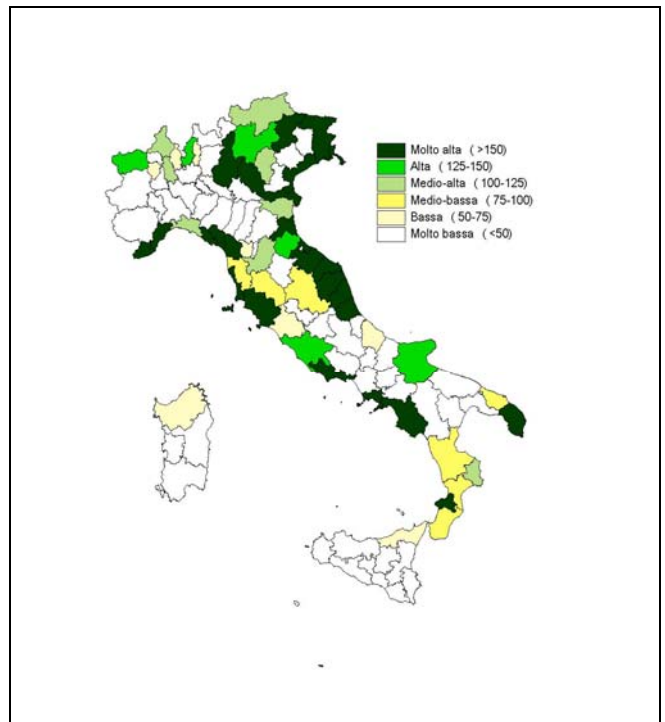 Molto alta (>150)
Alta (125-150)
Medio-alta (100-125)
Medio-bassa (75-100)
Bassa (50-75)
Molto bassa (<50)